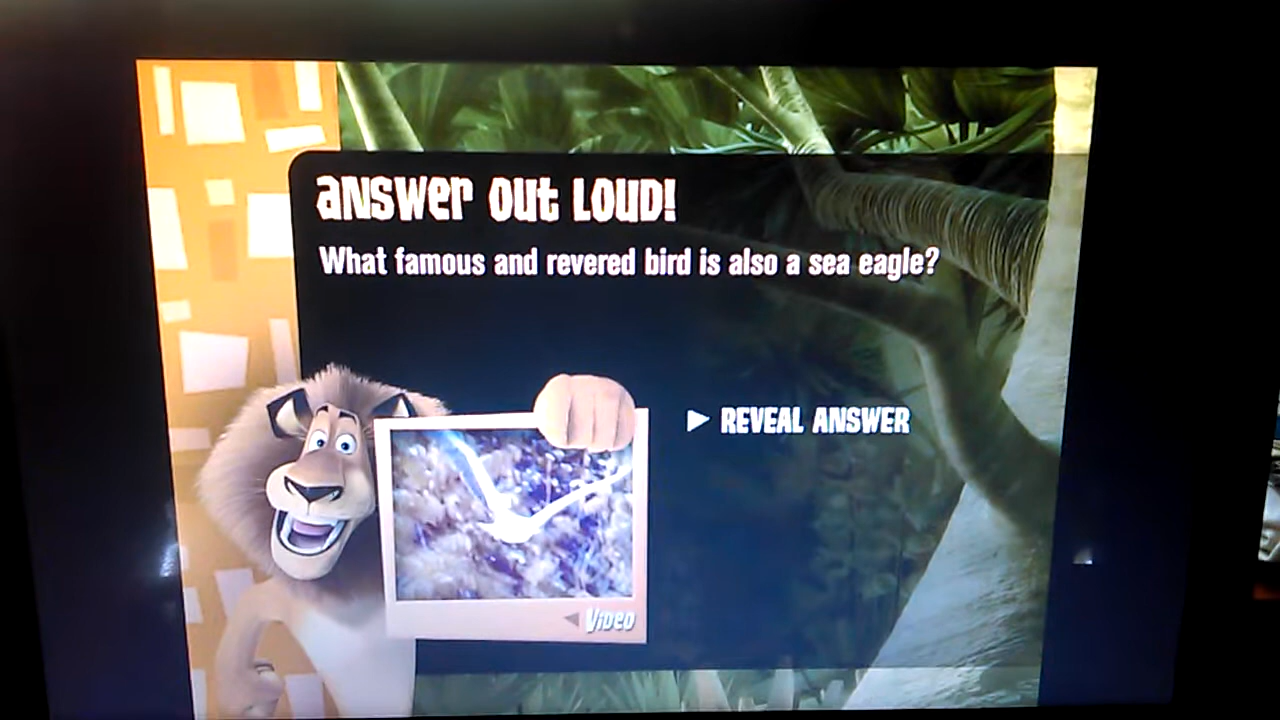 answer out LOUD!
What famous and revered bird is also a sea eagle?
REVEAL ANSWER
Video